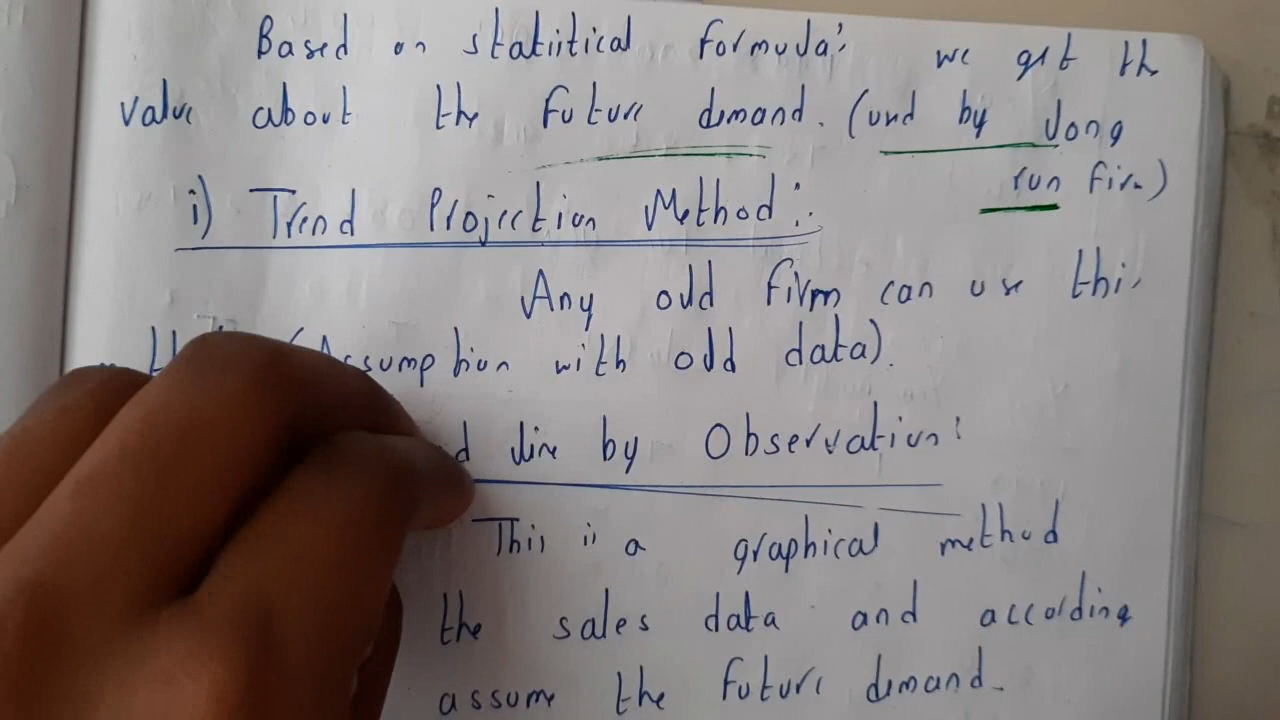 Based on statistical formula: we get th
value about the future demand. (used by long
run firm)
i) Trend Projection Method:
Any old firm can use this
(Assumption with old data).
line by Observation:
This is a graphical method
the sales data and according
assume the future demand.